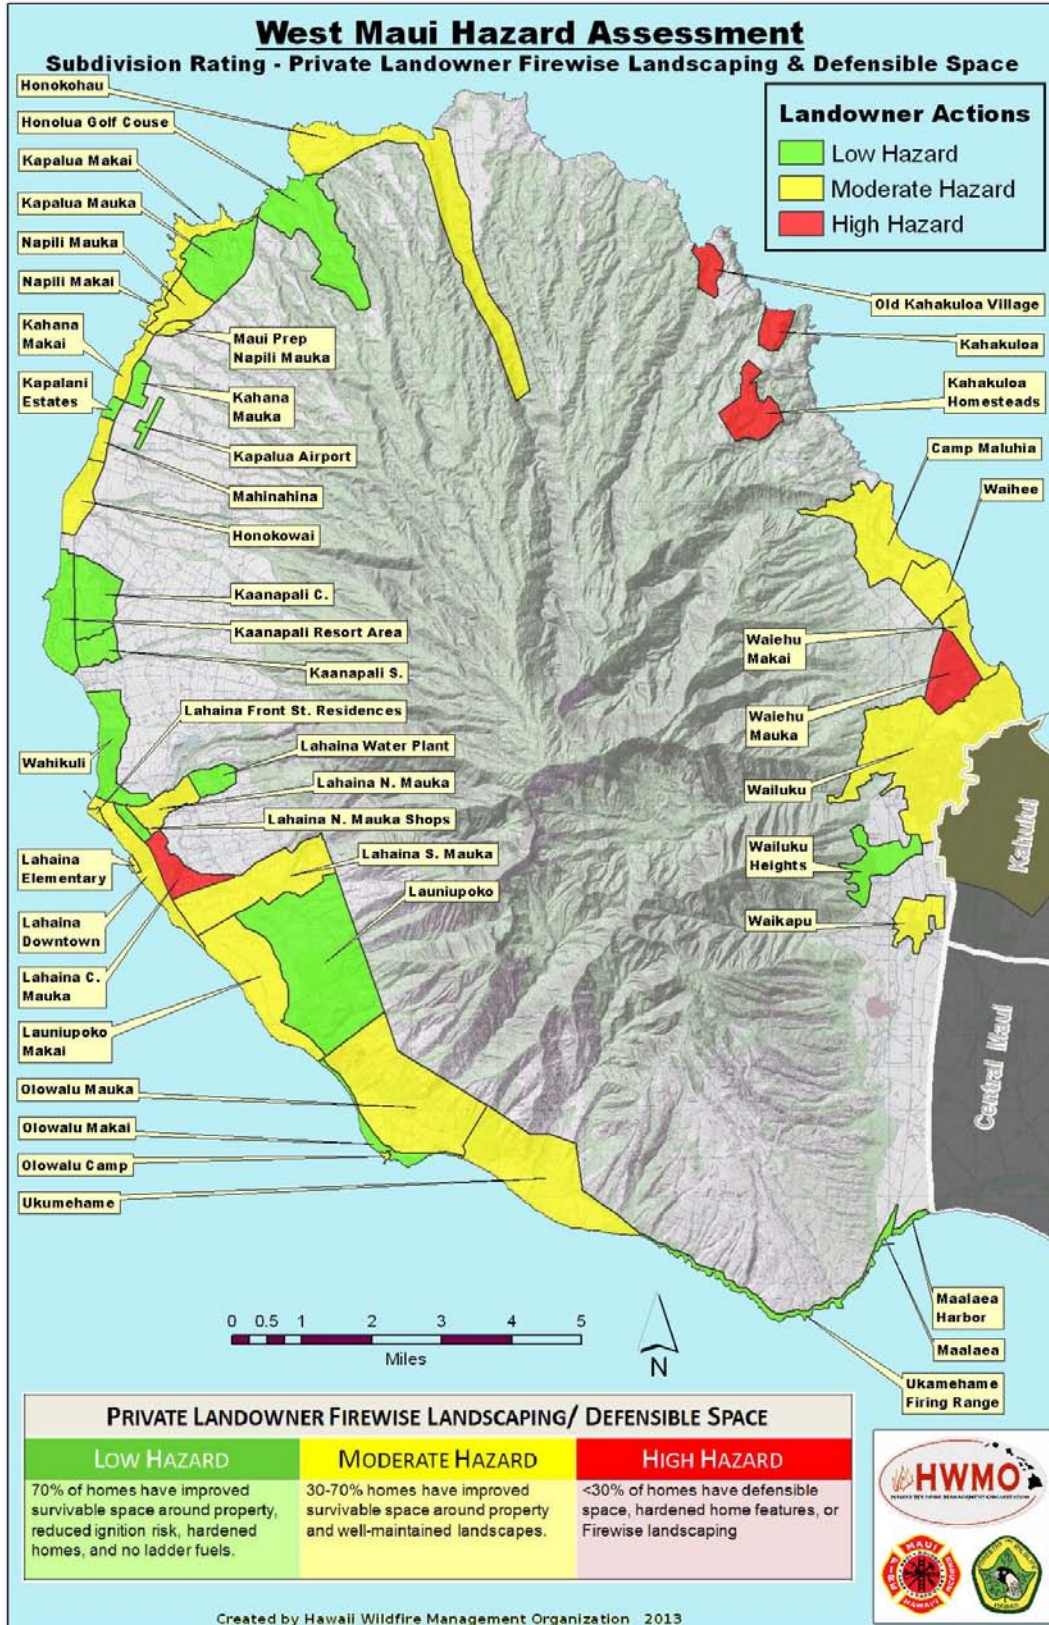 West Maui Hazard Assessment
Subdivision Rating - Private Landowner Firewise Landscaping & Defensible Space
Honokohau
Honolua Golf Couse
Kapalua Makai
Kapalua Mauka
Napili Mauka
Napili Makai
Kahana
Makai
Kapalani
Estates
Maui Prep
Napili Mauka
Kahana
Mauka
Kapalua Airport
Mahinahina
Honokowai
Kaanapali C.
Kaanapali Resort Area
Kaanapali S.
Lahaina Front St. Residences
Wahikuli
Lahaina Water Plant
Lahaina N. Mauka
Lahaina N. Mauka Shops
Lahaina
Elementary
Lahaina S. Mauka
Launiupoko
Lahaina
Downtown
Lahaina C.
Mauka
Launiupoko
Makai
Olowalu Mauka
Olowalu Makai
Olowalu Camp
Ukumehame
Landowner Actions
Low Hazard
Moderate Hazard
High Hazard
Old Kahakuloa Village
Kahakuloa
Kahakuloa
Homesteads
Camp Maluhia
Waihee
Waiehu
Makai
Waiehu
Mauka
Wailuku
Wailuku
Heights
Waikapu
Kahului
Central Maui
Maalaea
Harbor
Maalaea
Ukamehame
Firing Range
0 0.5 1 2 3 4 5
Miles
N
PRIVATE LANDOWNER FIREWISE LANDSCAPING/ DEFENSIBLE SPACE
LOW HAZARD
70% of homes have improved
survivable space around property,
reduced ignition risk, hardened
homes, and no ladder fuels.
MODERATE HAZARD
30-70% homes have improved
survivable space around property
and well-maintained landscapes.
HIGH HAZARD
<30% of homes have defensible
space, hardened home features, or
Firewise landscaping
HWMO
MAUI
FIRE
HAWAII
Created by Hawaii Wildfire Management Organization 2013